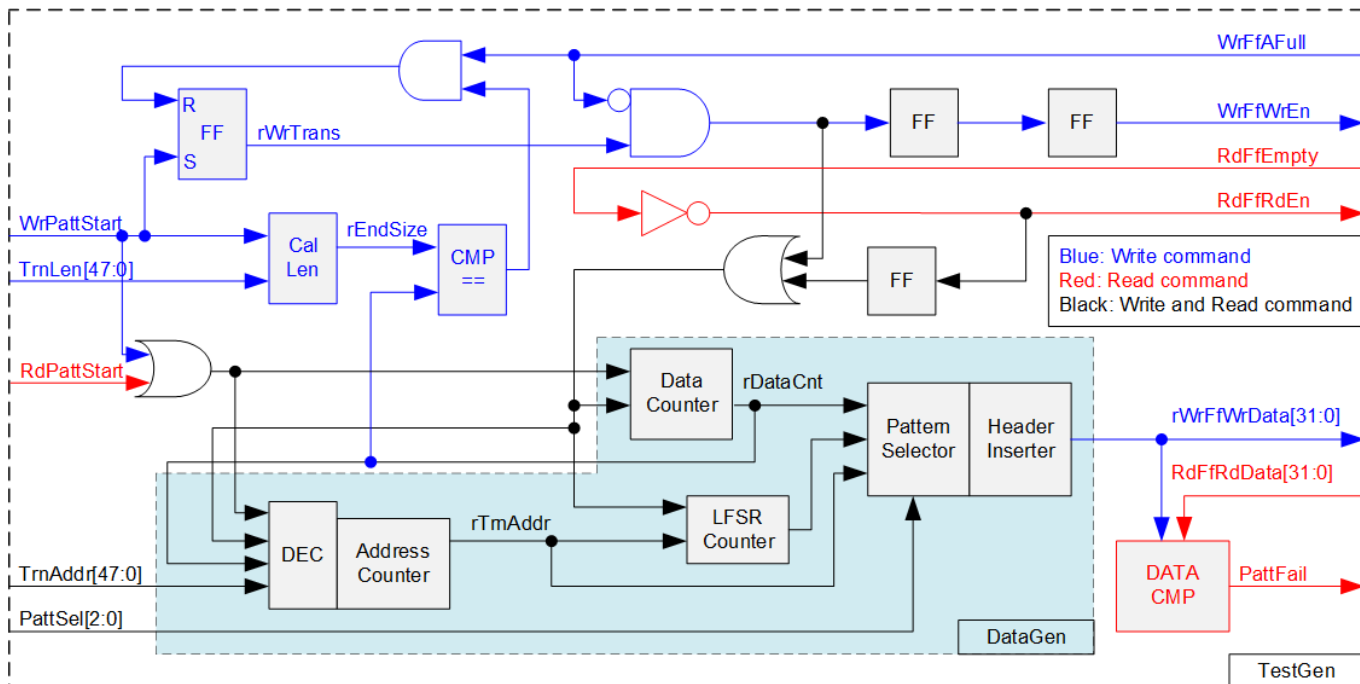 WrFfAFull
R
FF
S
rWrTrans
FF
FF
WrFfWrEn
RdFfEmpty
RdFfRdEn
WrPattStart
TrnLen[47:0]
Cal
Len
rEndSize
CMP
==
FF
Blue: Write command
Red: Read command
Black: Write and Read command
RdPattStart
Data
Counter
rDataCnt
Pattern
Selector
Header
Inserter
rWrFfWrData[31:0]
RdFfRdData[31:0]
DEC
Address
Counter
rTrnAddr
LFSR
Counter
TrnAddr[47:0]
PattSel[2:0]
DATA
CMP
PattFail
DataGen
TestGen